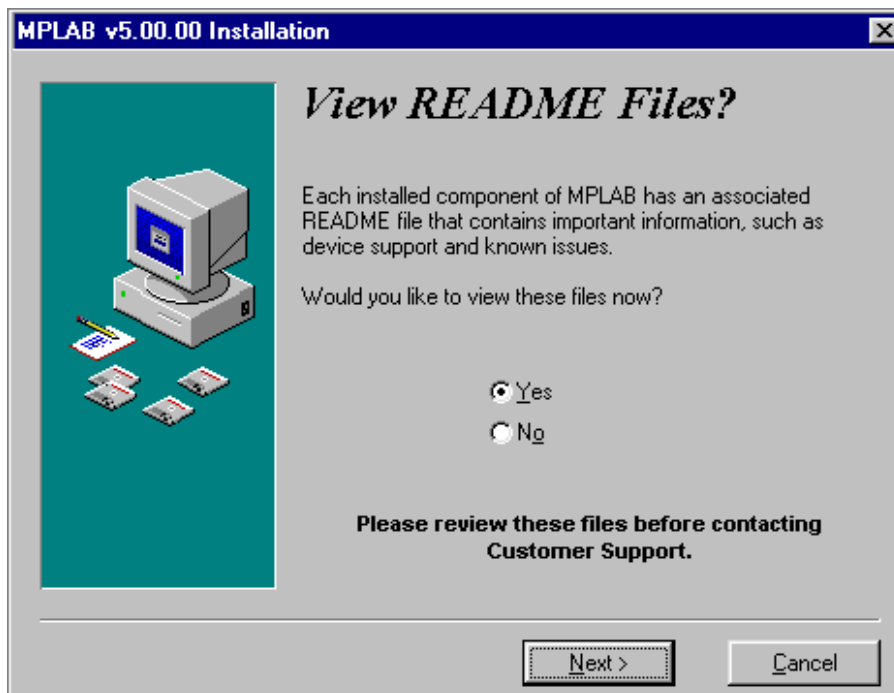 MPLAB v5.00.00 Installation
View README Files?
Each installed component of MPLAB has an associated
README file that contains important information, such as
device support and known issues.
Would you like to view these files now?
Yes
No
Please review these files before contacting
Customer Support.
Next >
Cancel